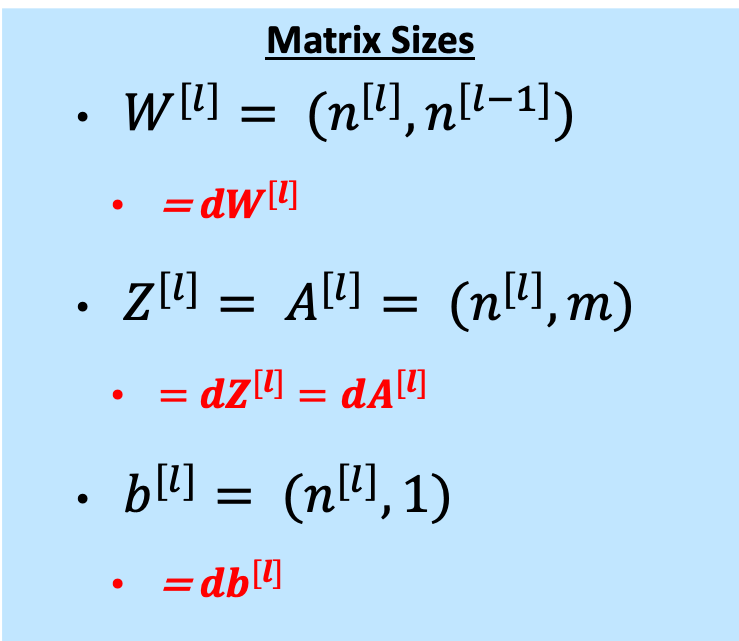 Matrix Sizes
• W^[l] = (n^[l], n^[l−1])
• = dW^[l]
• Z^[l] = A^[l] = (n^[l], m)
• = dZ^[l] = dA^[l]
• b^[l] = (n^[l], 1)
• = db^[l]